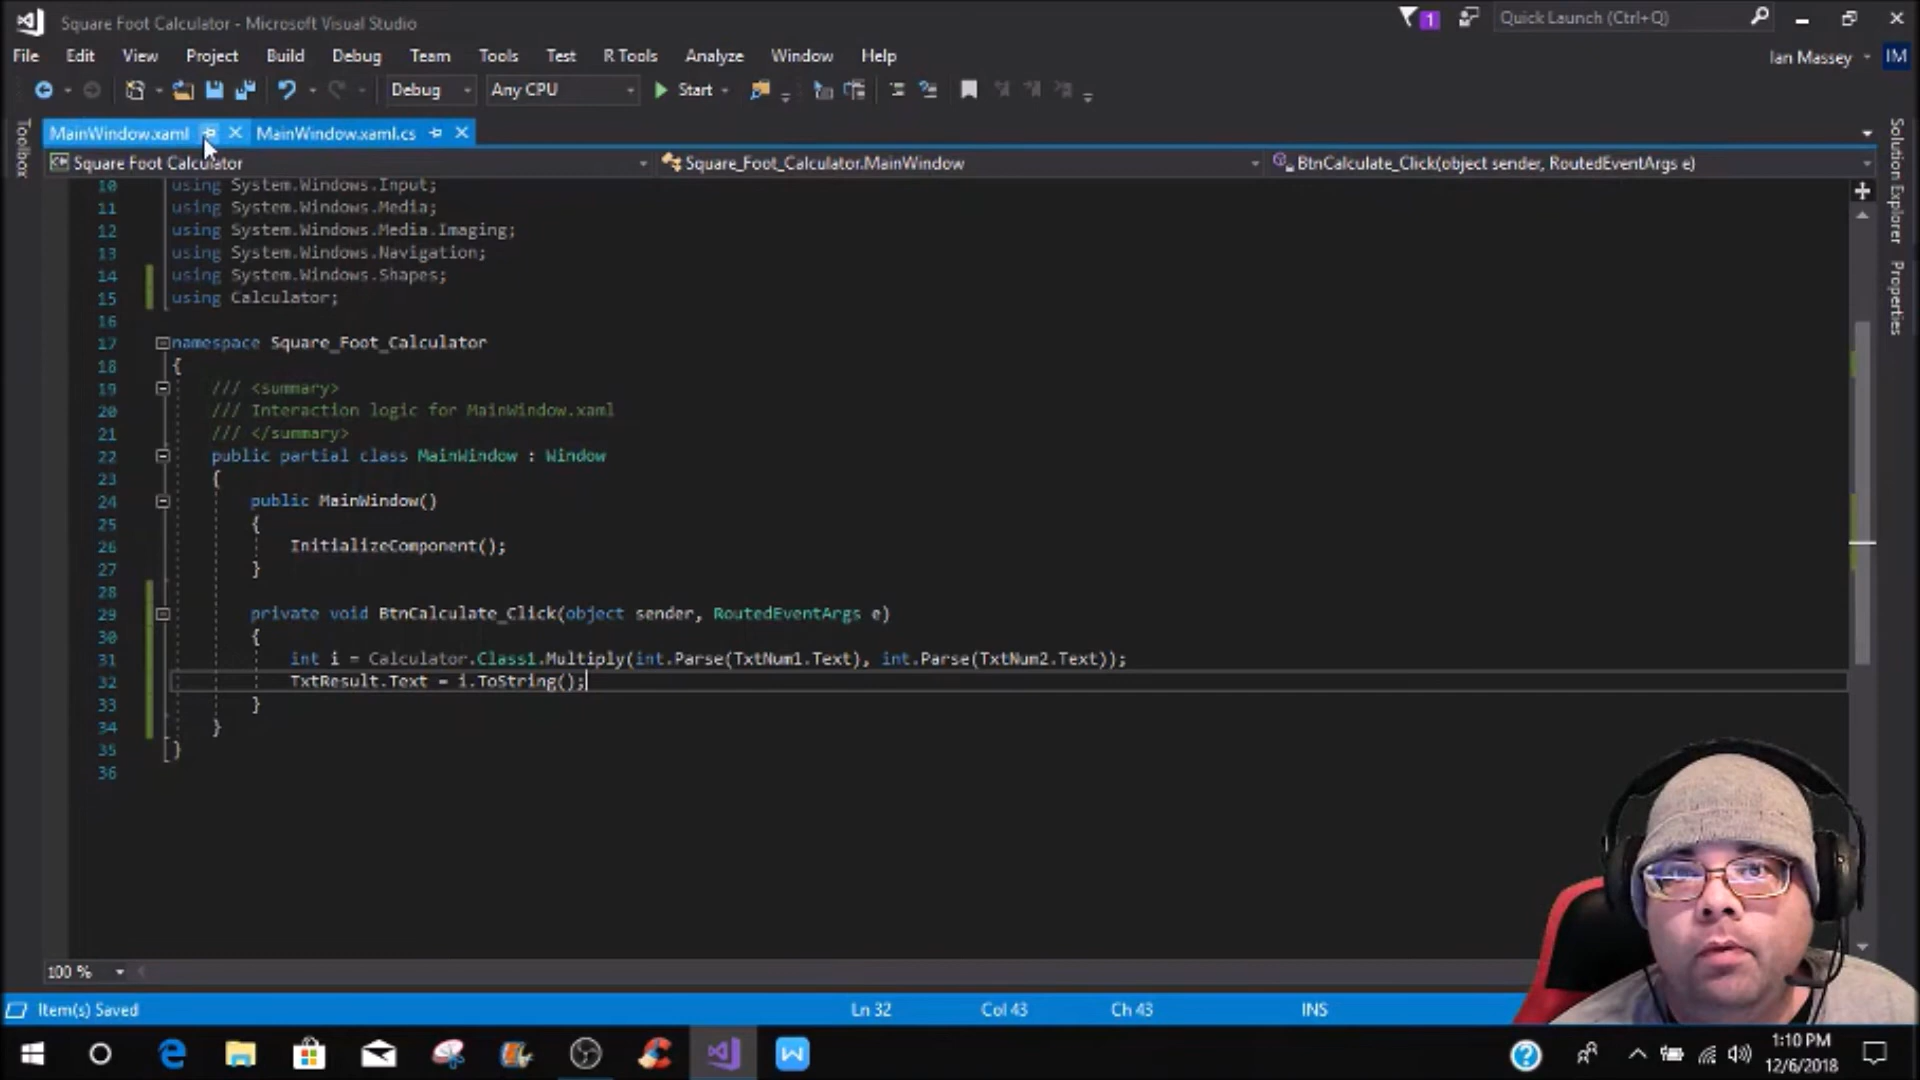 Square Foot Calculator - Microsoft Visual Studio
1
Quick Launch (Ctrl+Q)
File Edit View Project Build Debug Team Tools Test R Tools Analyze Window Help
Ian Massey IM
Debug Any CPU Start
Toolbox
MainWindow.xaml MainWindow.xaml.cs
Square Foot Calculator Square_Foot_Calculator.MainWindow BtnCalculate_Click(object sender, RoutedEventArgs e)
Solution Explorer
Properties
10 using System.Windows.Input;
11 using System.Windows.Media;
12 using System.Windows.Media.Imaging;
13 using System.Windows.Navigation;
14 using System.Windows.Shapes;
15 using Calculator;
16
17 namespace Square_Foot_Calculator
18 {
19 /// <summary>
20 /// Interaction logic for MainWindow.xaml
21 /// </summary>
22 public partial class MainWindow : Window
23 {
24 public MainWindow()
25 {
26 InitializeComponent();
27 }
28
29 private void BtnCalculate_Click(object sender, RoutedEventArgs e)
30 {
31 int i = Calculator.Class1.Multiply(int.Parse(TxtNum1.Text), int.Parse(TxtNum2.Text));
32 TxtResult.Text = i.ToString();
33 }
34 }
35 }
36
100 %
Item(s) Saved Ln 32 Col 43 Ch 43 INS
1:10 PM
12/6/2018